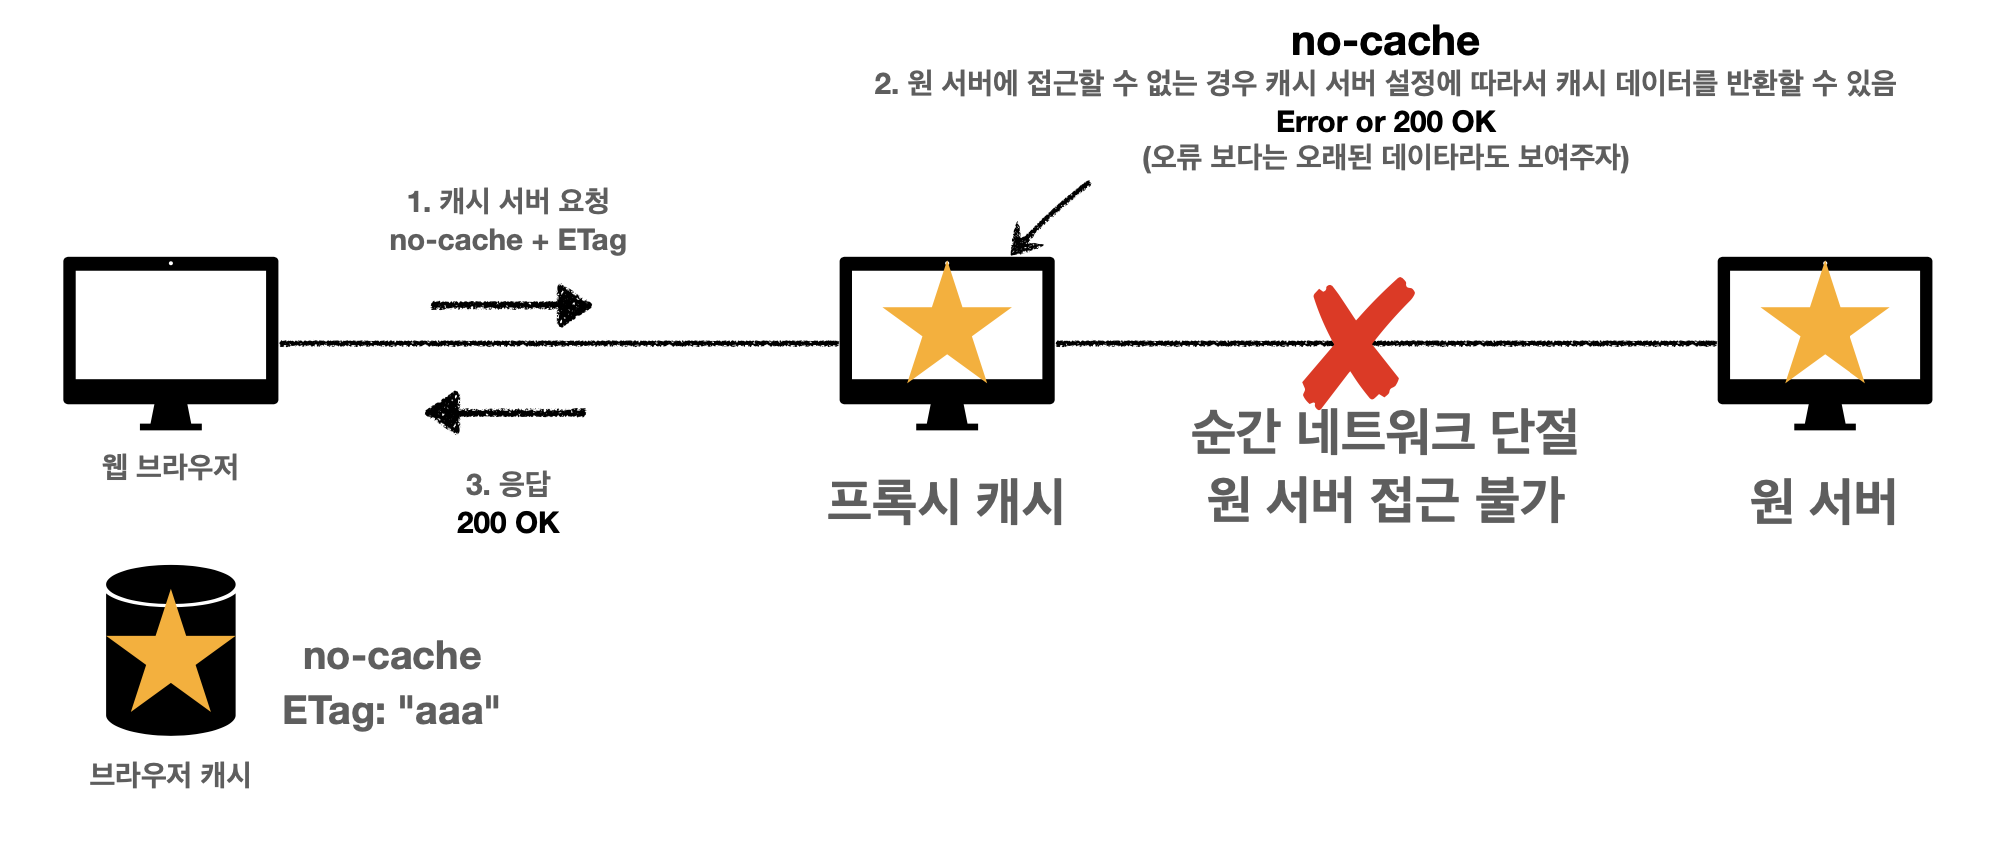 no-cache
2. 원 서버에 접근할 수 없는 경우 캐시 서버 설정에 따라서 캐시 데이터를 반환할 수 있음
Error or 200 OK
(오류 보다는 오래된 데이타라도 보여주자)
1. 캐시 서버 요청
no-cache + ETag
웹 브라우저
3. 응답
200 OK
프록시 캐시
순간 네트워크 단절
원 서버 접근 불가
원 서버
no-cache
ETag: "aaa"
브라우저 캐시